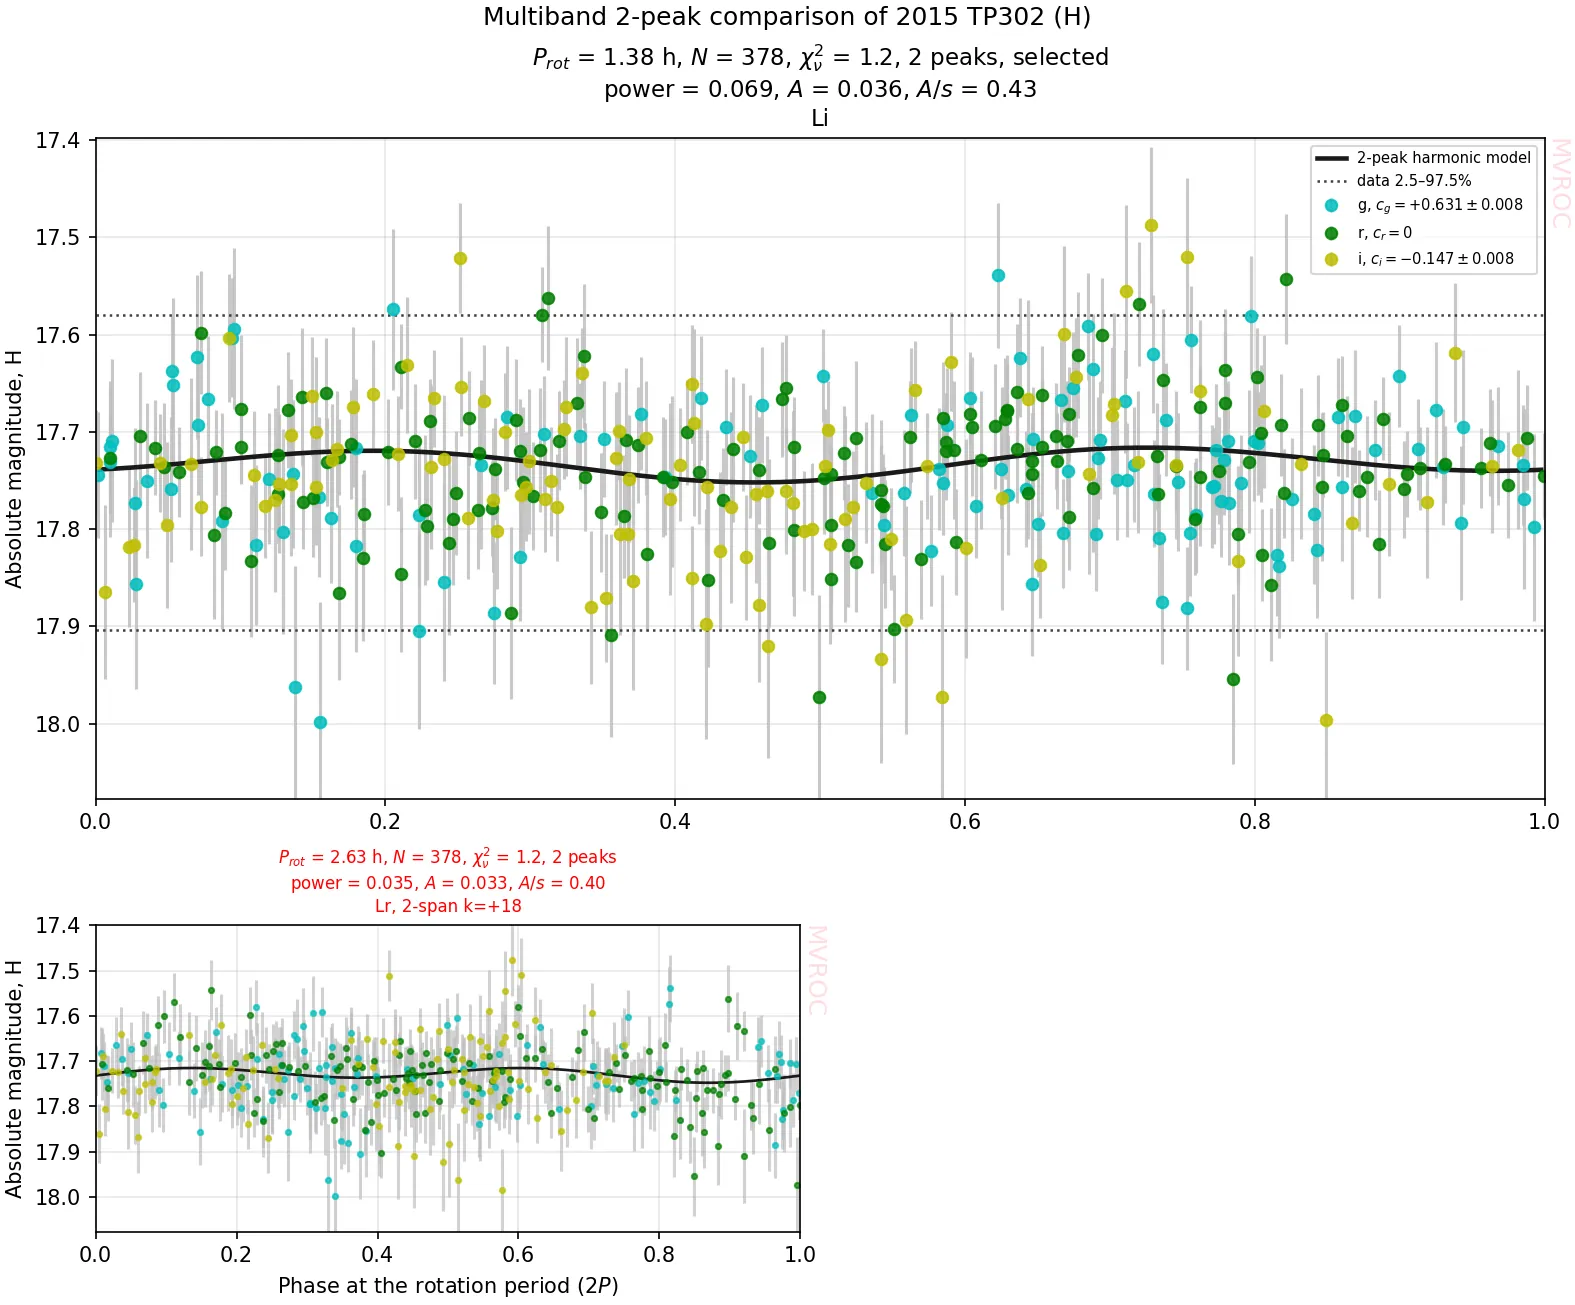 Multiband 2-peak comparison of 2015 TP302 (H)
P_rot = 1.38 h, N = 378, χ²_ν = 1.2, 2 peaks, selected
power = 0.069, A = 0.036, A/s = 0.43
Li
17.4
17.5
17.6
17.7
17.8
17.9
18.0
Absolute magnitude, H
2-peak harmonic model
data 2.5–97.5%
g, c_g = +0.631 ± 0.008
r, c_r = 0
i, c_i = −0.147 ± 0.008
MVROC
0.0 0.2 0.4 0.6 0.8 1.0
P_rot = 2.63 h, N = 378, χ²_ν = 1.2, 2 peaks
power = 0.035, A = 0.033, A/s = 0.40
Lr, 2-span k=+18
17.4
17.5
17.6
17.7
17.8
17.9
18.0
Absolute magnitude, H
MVROC
0.0 0.2 0.4 0.6 0.8 1.0
Phase at the rotation period (2P)